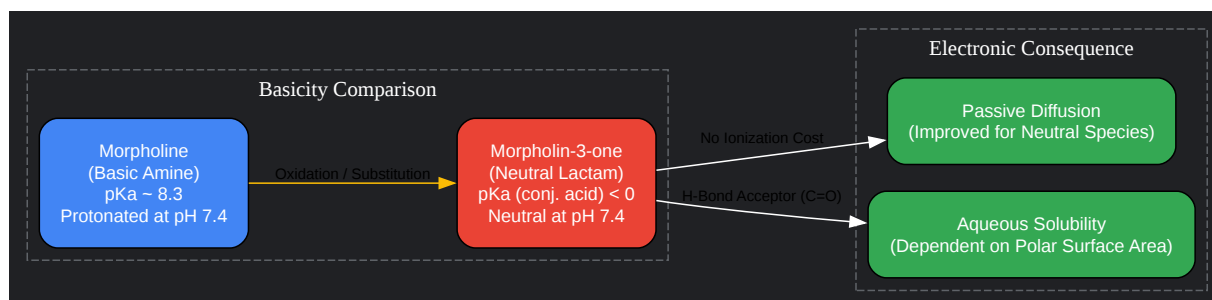 Electronic Consequence
Basicity Comparison
Morpholine
(Basic Amine)
pKa ~ 8.3
Protonated at pH 7.4
Oxidation / Substitution
Morpholin-3-one
(Neutral Lactam)
pKa (conj. acid) < 0
Neutral at pH 7.4
No Ionization Cost
H-Bond Acceptor (C=O)
Passive Diffusion
(Improved for Neutral Species)
Aqueous Solubility
(Dependent on Polar Surface Area)